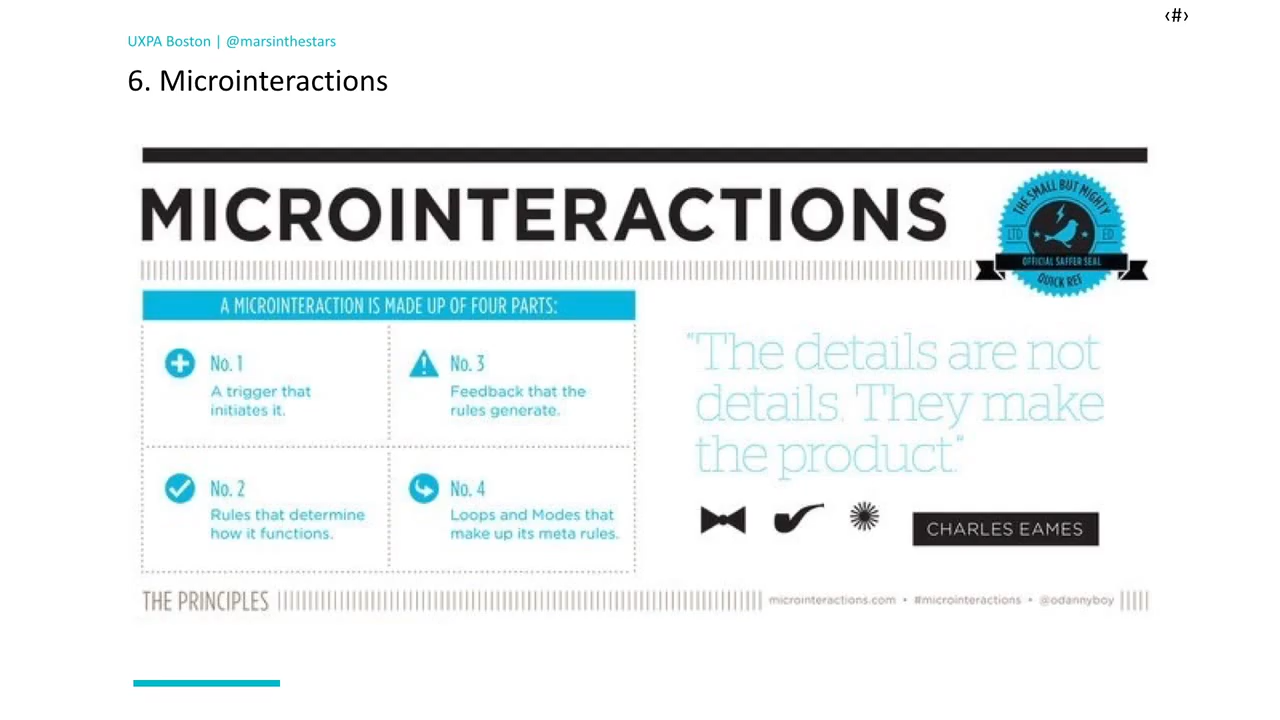 ‹#›
UXPA Boston | @marsinthestars
6. Microinteractions
MICROINTERACTIONS
THE SMALL BUT MIGHTY
LTD ED
OFFICIAL SAFFER SEAL
QUICK REF
A MICROINTERACTION IS MADE UP OF FOUR PARTS:
No. 1
A trigger that
initiates it.
No. 2
Rules that determine
how it functions.
No. 3
Feedback that the
rules generate.
No. 4
Loops and Modes that
make up its meta rules.
"The details are not
details. They make
the product."
CHARLES EAMES
THE PRINCIPLES
microinteractions.com • #microinteractions • @odannyboy